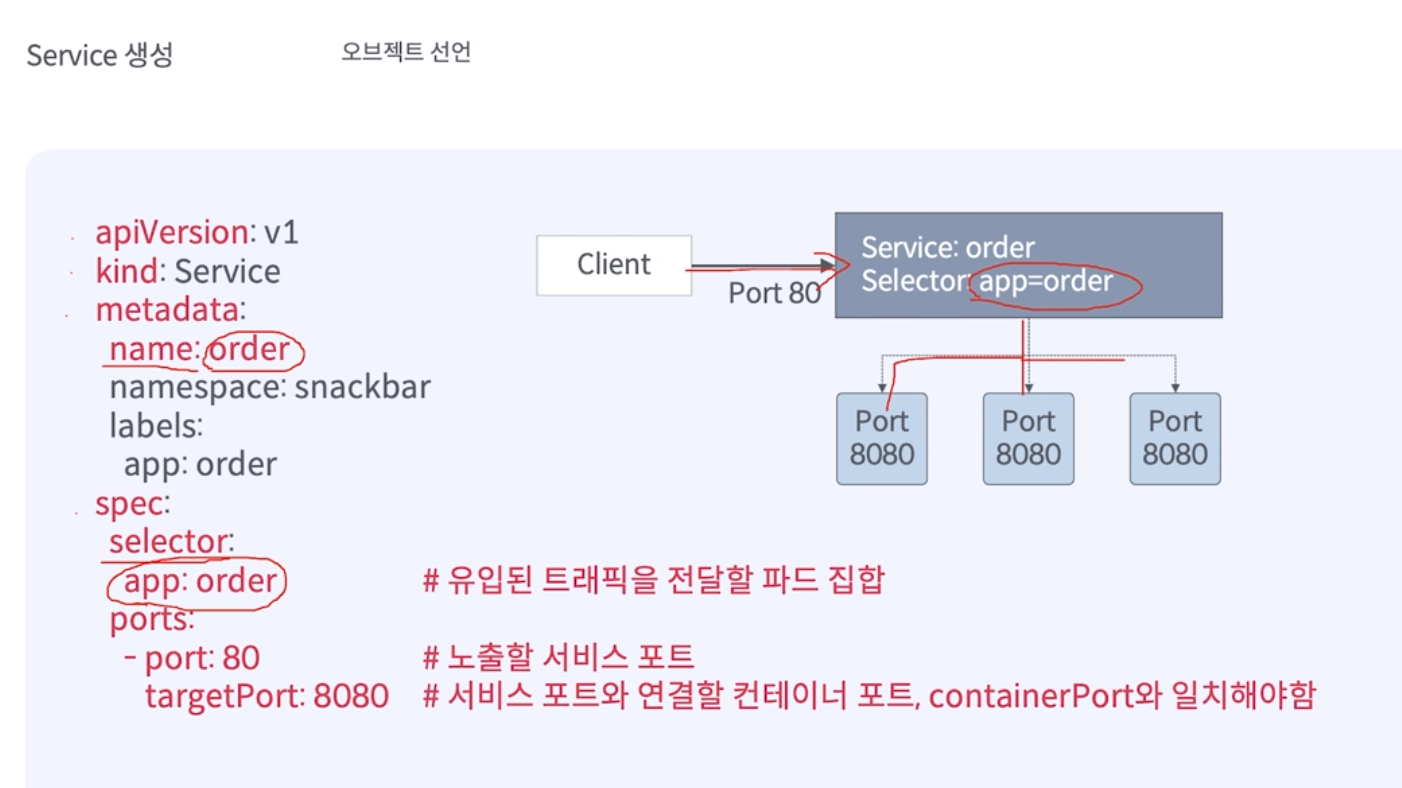 Service 생성
오브젝트 선언
apiVersion: v1
kind: Service
metadata:
name: order
namespace: snackbar
labels:
app: order
spec:
selector:
app: order # 유입된 트래픽을 전달할 파드 집합
ports:
- port: 80 # 노출할 서비스 포트
targetPort: 8080 # 서비스 포트와 연결할 컨테이너 포트, containerPort와 일치해야함
Client
Port 80
Service: order
Selector: app=order
Port
8080
Port
8080
Port
8080